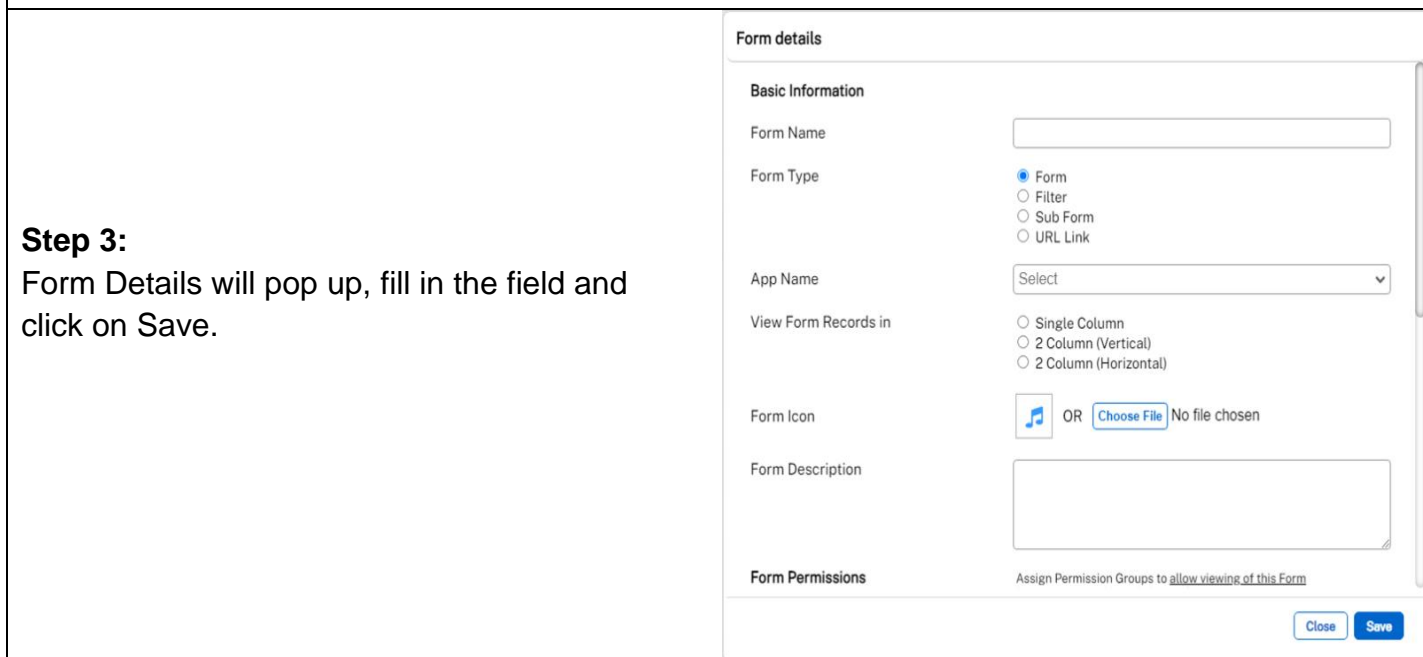 Step 3:
Form Details will pop up, fill in the field and
click on Save.
Form details
Basic Information
Form Name
Form Type
Form
Filter
Sub Form
URL Link
App Name
Select
View Form Records in
Single Column
2 Column (Vertical)
2 Column (Horizontal)
Form Icon
OR Choose File No file chosen
Form Description
Form Permissions Assign Permission Groups to allow viewing of this Form
Close Save